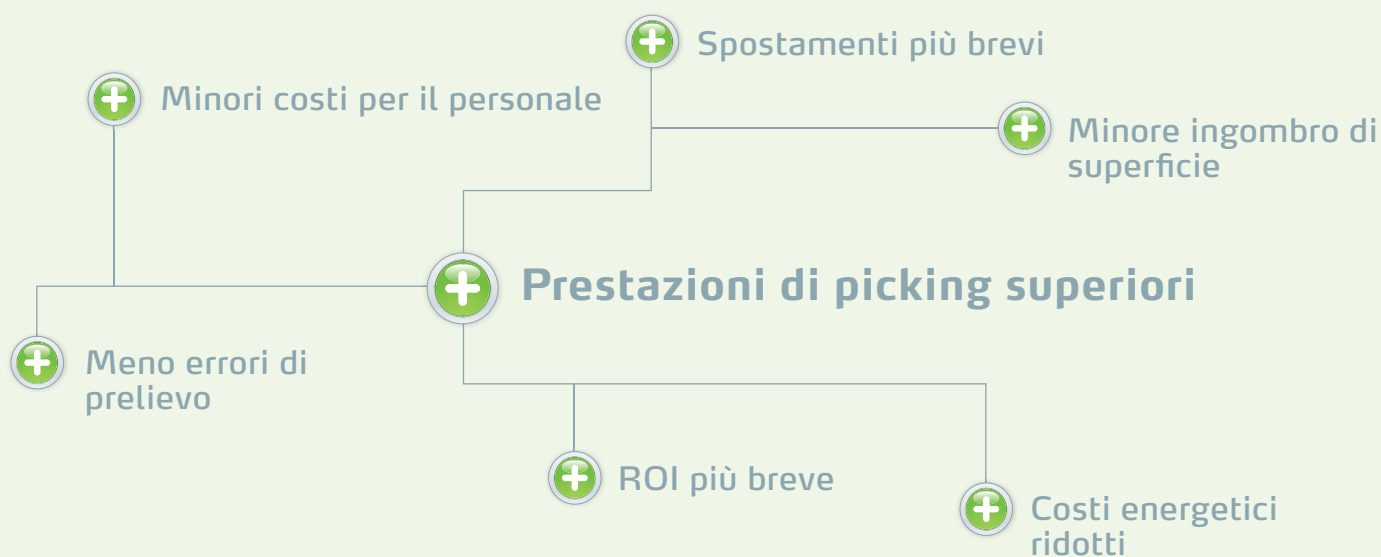 Spostamenti più brevi
Minori costi per il personale
Minore ingombro di
superficie
Prestazioni di picking superiori
Meno errori di
prelievo
ROI più breve
Costi energetici
ridotti